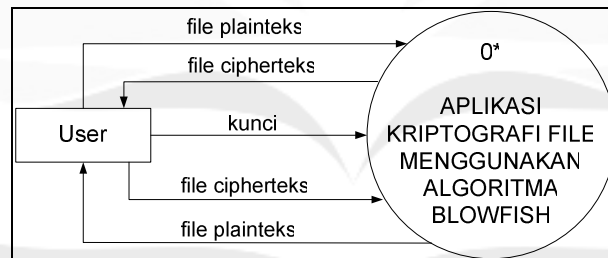 file plainteks
0*
file cipherteks
APLIKASI
KRIPTOGRAFI FILE
MENGGUNAKAN
ALGORITMA
BLOWFISH
User
kunci
file cipherteks
file plainteks